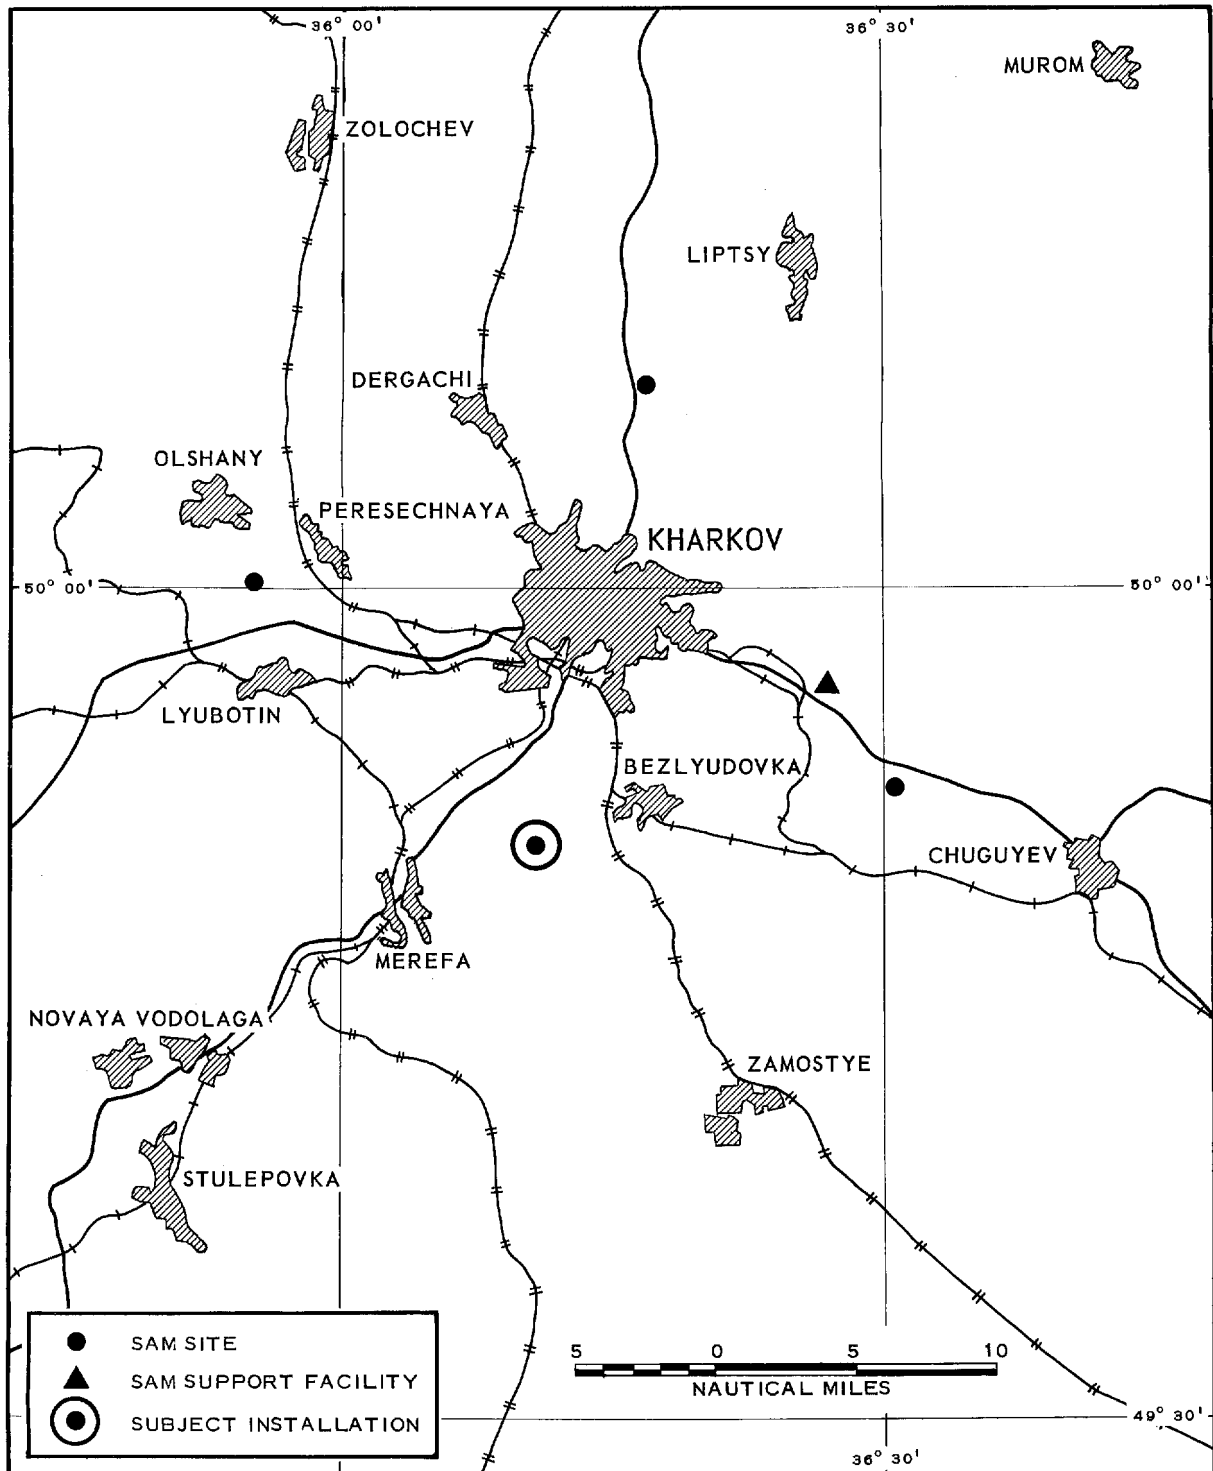 36° 00'
36° 30'
MUROM
ZOLOCHEV
LIPTSY
DERGACHI
OLSHANY
PERESECHNAYA
KHARKOV
50° 00'
50° 00'
LYUBOTIN
BEZLYUDOVKA
CHUGUYEV
MEREFA
NOVAYA VODOLAGA
ZAMOSTYE
STULEPOVKA
SAM SITE
SAM SUPPORT FACILITY
SUBJECT INSTALLATION
5 0 5 10
NAUTICAL MILES
49° 30'
36° 30'